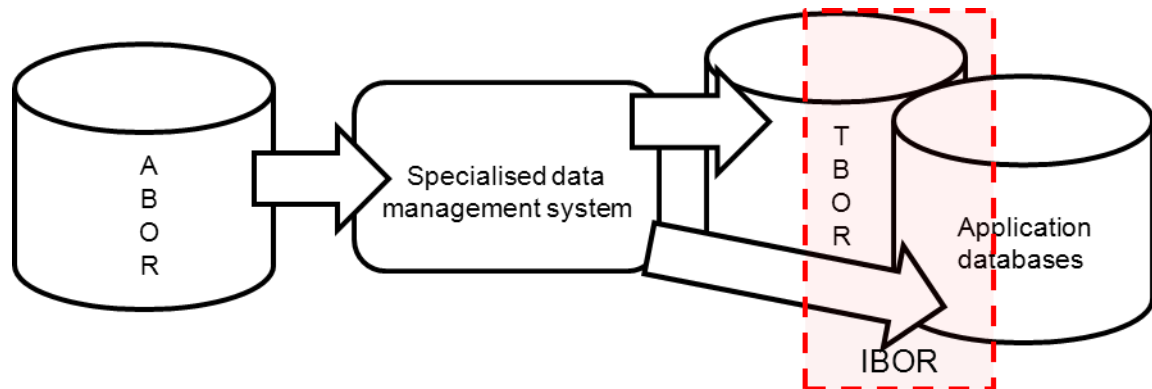 A
B
O
R
Specialised data
management system
T
B
O
R
Application
databases
IBOR